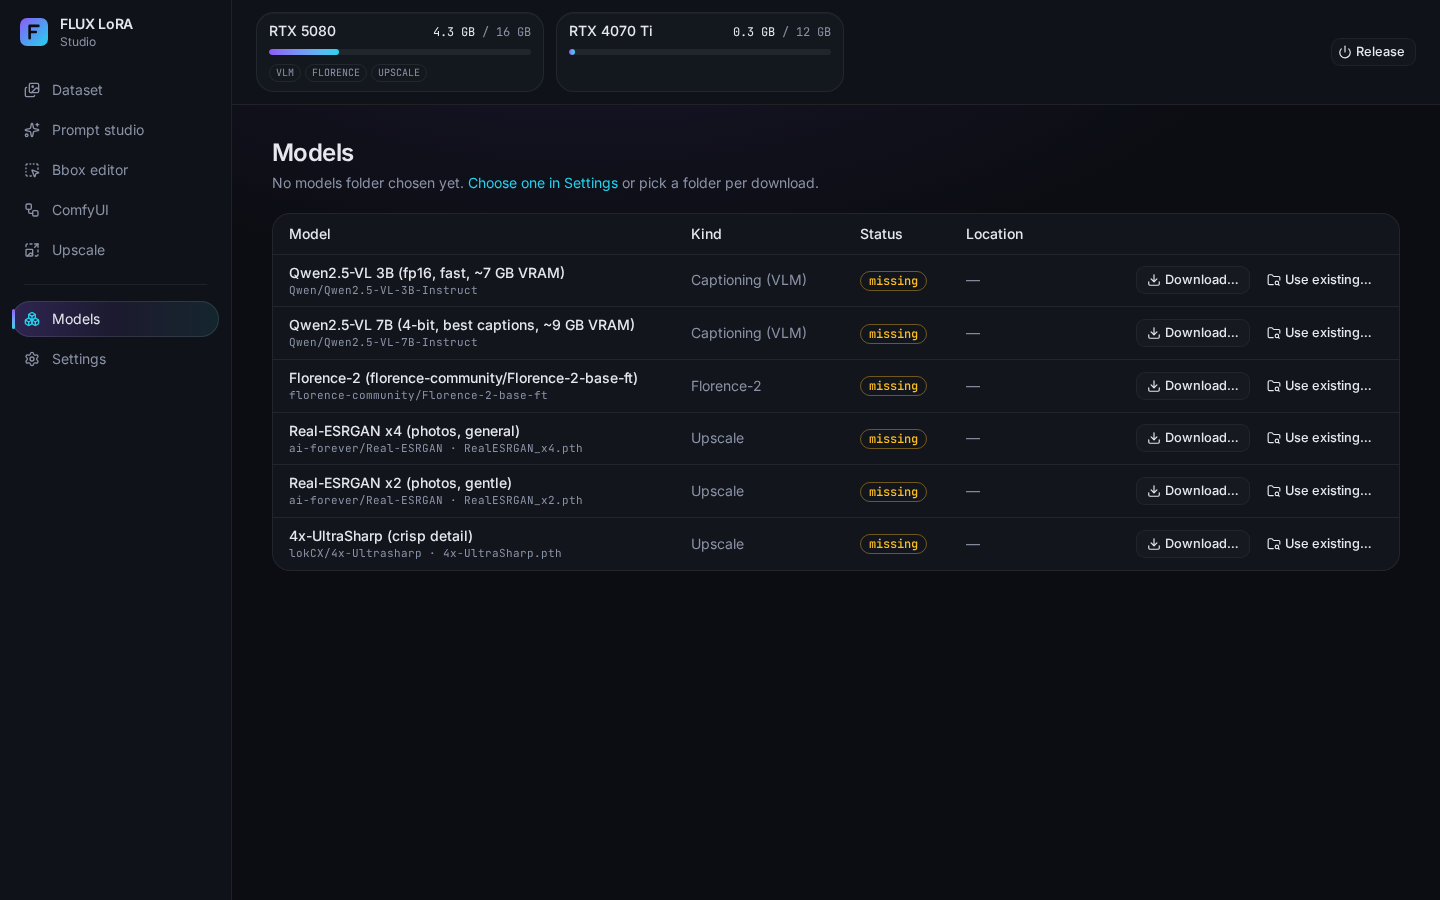 FLUX LoRA
Studio
Dataset
Prompt studio
Bbox editor
ComfyUI
Upscale
Models
Settings
RTX 5080 4.3 GB / 16 GB
VLM FLORENCE UPSCALE
RTX 4070 Ti 0.3 GB / 12 GB
Release
Models
No models folder chosen yet. Choose one in Settings or pick a folder per download.
Model Kind Status Location
Qwen2.5-VL 3B (fp16, fast, ~7 GB VRAM)
Qwen/Qwen2.5-VL-3B-Instruct
Captioning (VLM) missing — Download... Use existing...
Qwen2.5-VL 7B (4-bit, best captions, ~9 GB VRAM)
Qwen/Qwen2.5-VL-7B-Instruct
Captioning (VLM) missing — Download... Use existing...
Florence-2 (florence-community/Florence-2-base-ft)
florence-community/Florence-2-base-ft
Florence-2 missing — Download... Use existing...
Real-ESRGAN x4 (photos, general)
ai-forever/Real-ESRGAN · RealESRGAN_x4.pth
Upscale missing — Download... Use existing...
Real-ESRGAN x2 (photos, gentle)
ai-forever/Real-ESRGAN · RealESRGAN_x2.pth
Upscale missing — Download... Use existing...
4x-UltraSharp (crisp detail)
lokCX/4x-Ultrasharp · 4x-UltraSharp.pth
Upscale missing — Download... Use existing...